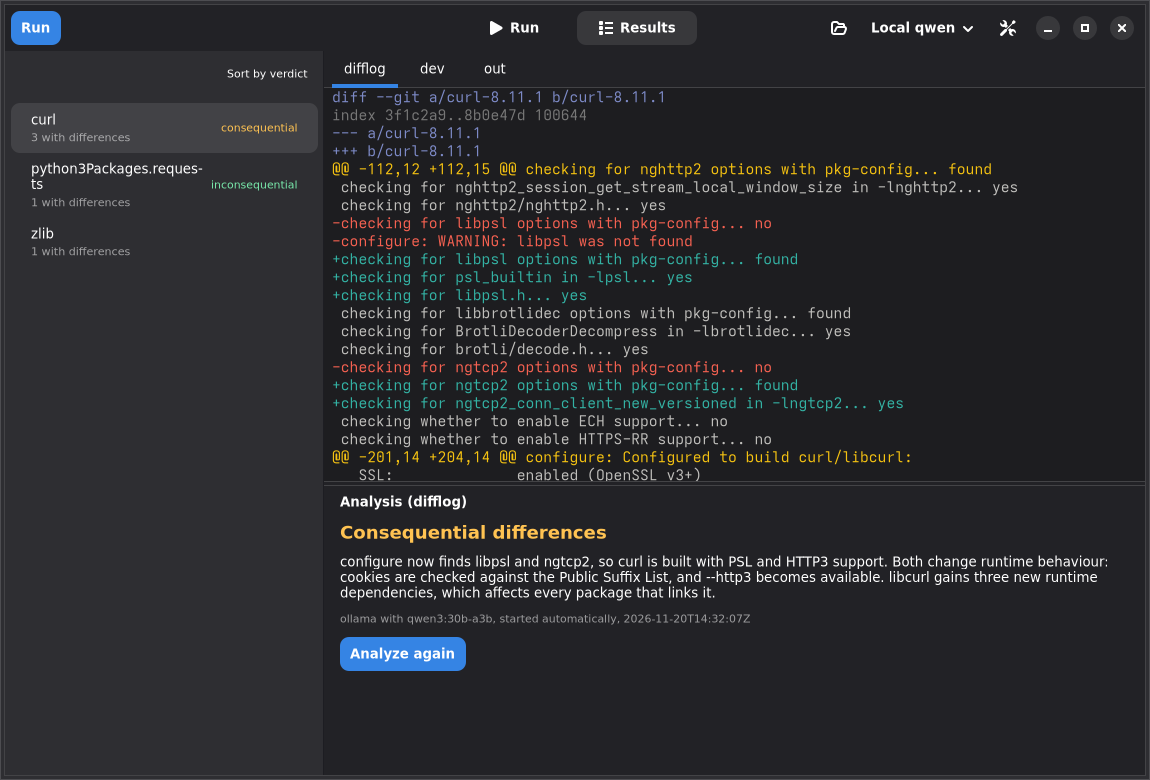 Run
Run
Results
Local qwen
Sort by verdict
curl
3 with differences
consequential
python3Packages.reques-
ts
1 with differences
inconsequential
zlib
1 with differences
difflog
dev
out
diff --git a/curl-8.11.1 b/curl-8.11.1
index 3f1c2a9..8b0e47d 100644
--- a/curl-8.11.1
+++ b/curl-8.11.1
@@ -112,12 +112,15 @@ checking for nghttp2 options with pkg-config... found
 checking for nghttp2_session_get_stream_local_window_size in -lnghttp2... yes
 checking for nghttp2/nghttp2.h... yes
-checking for libpsl options with pkg-config... no
-configure: WARNING: libpsl was not found
+checking for libpsl options with pkg-config... found
+checking for psl_builtin in -lpsl... yes
+checking for libpsl.h... yes
 checking for libbrotlidec options with pkg-config... found
 checking for BrotliDecoderDecompress in -lbrotlidec... yes
 checking for brotli/decode.h... yes
-checking for ngtcp2 options with pkg-config... no
+checking for ngtcp2 options with pkg-config... found
+checking for ngtcp2_conn_client_new_versioned in -lngtcp2... yes
 checking whether to enable ECH support... no
 checking whether to enable HTTPS-RR support... no
@@ -201,14 +204,14 @@ configure: Configured to build curl/libcurl:
   SSL:              enabled (OpenSSL v3+)
Analysis (difflog)
Consequential differences
configure now finds libpsl and ngtcp2, so curl is built with PSL and HTTP3 support. Both change runtime behaviour:
cookies are checked against the Public Suffix List, and --http3 becomes available. libcurl gains three new runtime
dependencies, which affects every package that links it.
ollama with qwen3:30b-a3b, started automatically, 2026-11-20T14:32:07Z
Analyze again